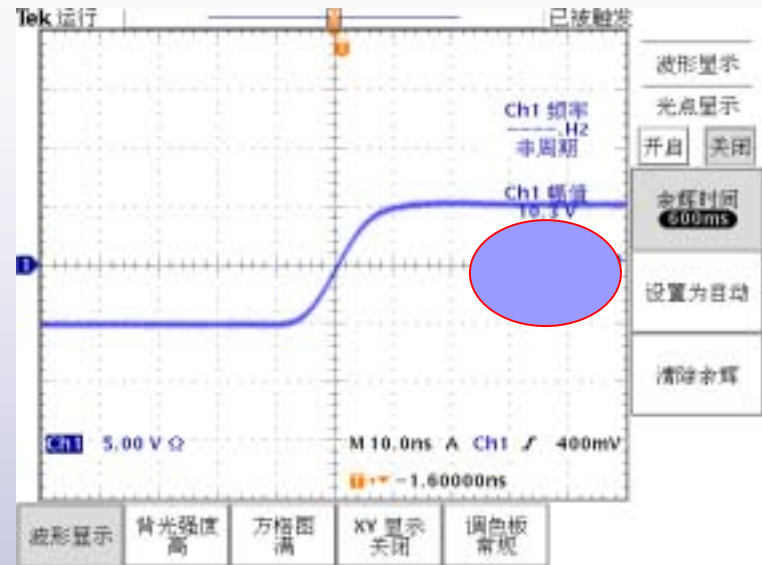 Tek 运行
已被触发
Ch1 频率
----.Hz
非周期
Ch1 幅值
10.3 V
1
Ch1 5.00 V Ω
M 10.0ns A Ch1 ƒ 400mV
-1.60000ns
波形显示
光点显示
开启
关闭
余辉时间
600ms
设置为自动
清除余辉
波形显示
背光强度
高
方格图
满
XY 显示
关闭
调色板
常规